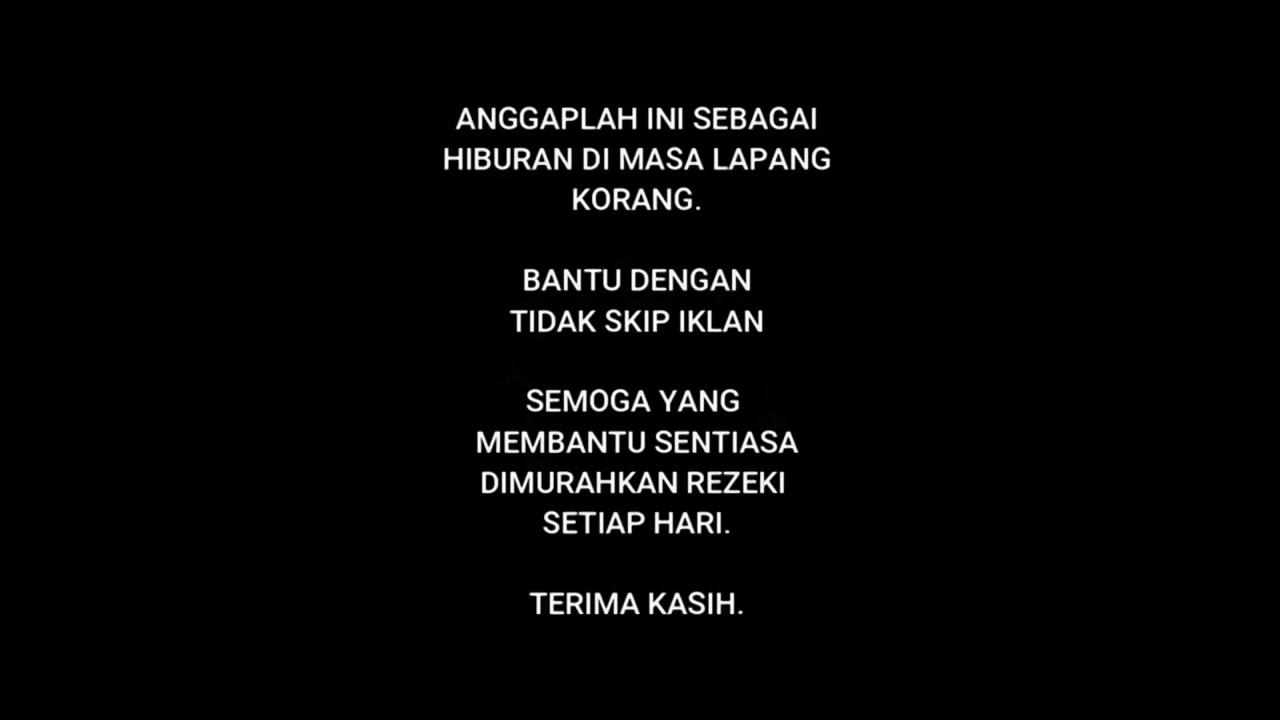 ANGGAPLAH INI SEBAGAI
HIBURAN DI MASA LAPANG
KORANG.
BANTU DENGAN
TIDAK SKIP IKLAN
SEMOGA YANG
MEMBANTU SENTIASA
DIMURAHKAN REZEKI
SETIAP HARI.
TERIMA KASIH.